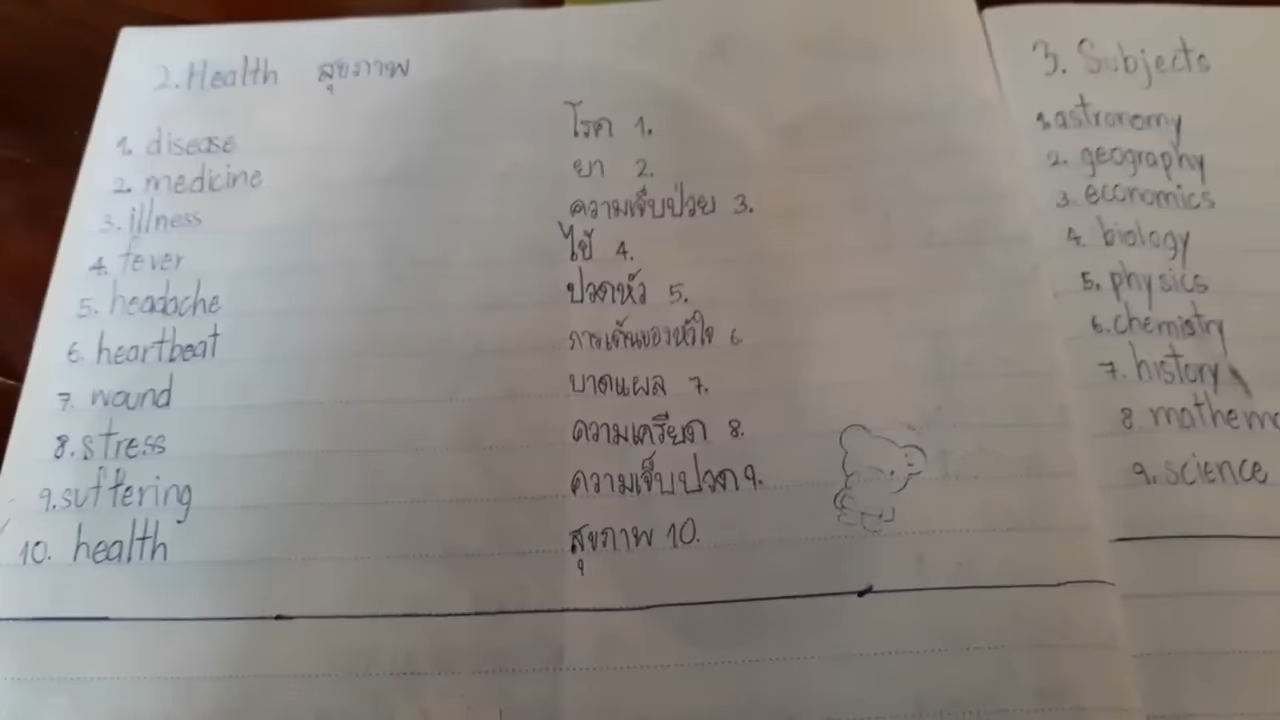 2. Health สุขภาพ
1. disease โรค 1.
2. medicine ยา 2.
3. illness ความเจ็บป่วย 3.
4. fever ไข้ 4.
5. headache ปวดหัว 5.
6. heartbeat การเต้นของหัวใจ 6
7. wound บาดแผล 7.
8. stress ความเครียด 8.
9. suffering ความเจ็บปวด 9.
10. health สุขภาพ 10.
3. Subjects
1. astronomy
2. geography
3. economics
4. biology
5. physics
6. chemistry
7. history
8. mathem
9. science